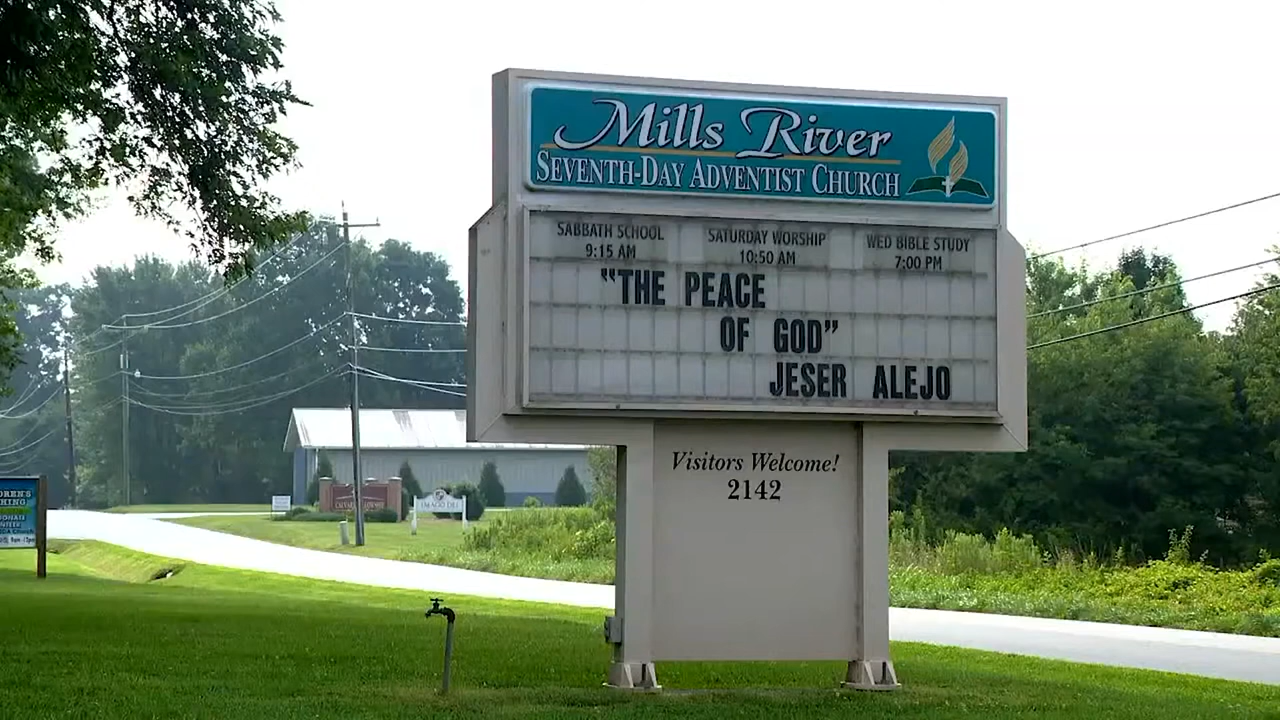 Mills River
SEVENTH-DAY ADVENTIST CHURCH
SABBATH SCHOOL
9:15 AM
SATURDAY WORSHIP
10:50 AM
WED BIBLE STUDY
7:00 PM
"THE PEACE
OF GOD"
JESER ALEJO
Visitors Welcome!
2142
IMAGO DEI